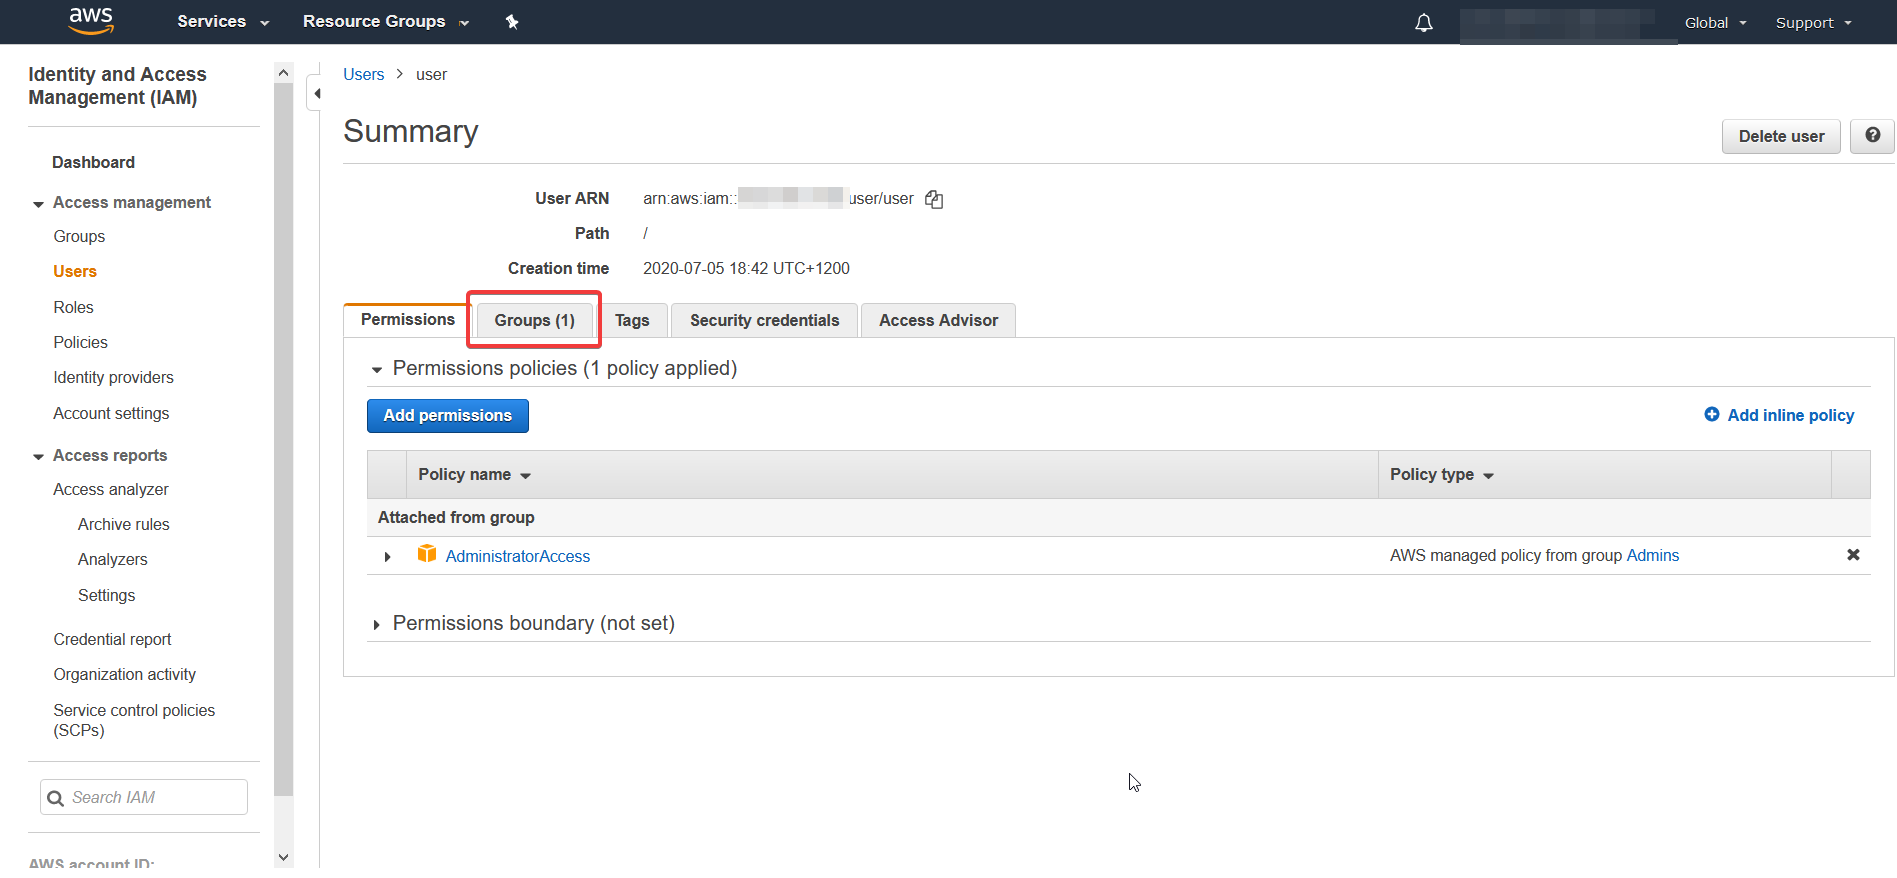 aws Services Resource Groups Global Support
Identity and Access
Management (IAM)
Dashboard
Access management
Groups
Users
Roles
Policies
Identity providers
Account settings
Access reports
Access analyzer
Archive rules
Analyzers
Settings
Credential report
Organization activity
Service control policies
(SCPs)
Search IAM
AWS account ID:
Users > user
Summary
Delete user
?
User ARN arn:aws:iam:: user/user
Path /
Creation time 2020-07-05 18:42 UTC+1200
Permissions Groups (1) Tags Security credentials Access Advisor
Permissions policies (1 policy applied)
Add permissions Add inline policy
Policy name Policy type
Attached from group
AdministratorAccess AWS managed policy from group Admins
Permissions boundary (not set)